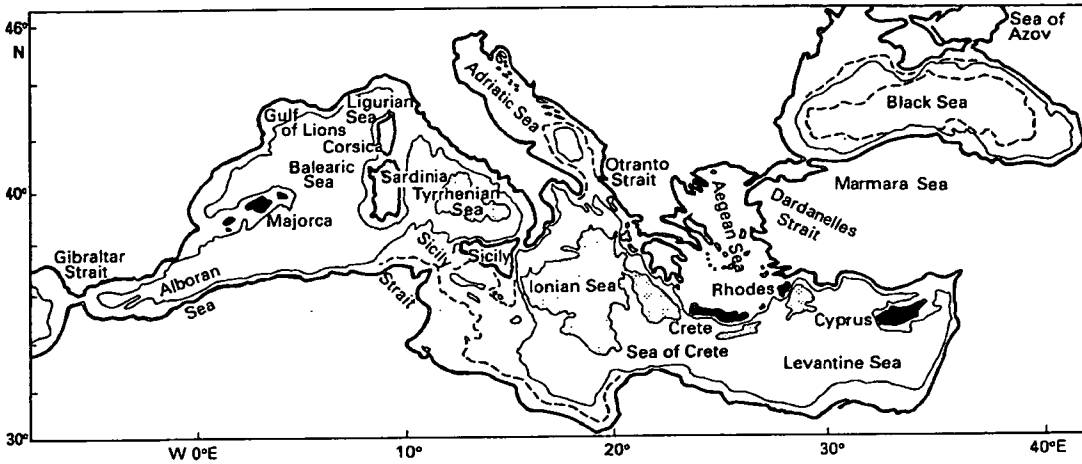 46°
N
Sea of
Azov
Adriatic Sea
Black Sea
Ligurian
Sea
Gulf
of Lions
Corsica
Balearic
Sea
Sardinia
Tyrrhenian
Sea
Otranto
Strait
40°
Marmara Sea
Aegean Sea
Dardanelles
Strait
Majorca
Gibraltar
Strait
Sicily
Strait
Sicily
Alboran
Sea
Ionian Sea
Rhodes
Crete
Cyprus
Sea of Crete
Levantine Sea
30°
W 0°E
10°
20°
30°
40°E